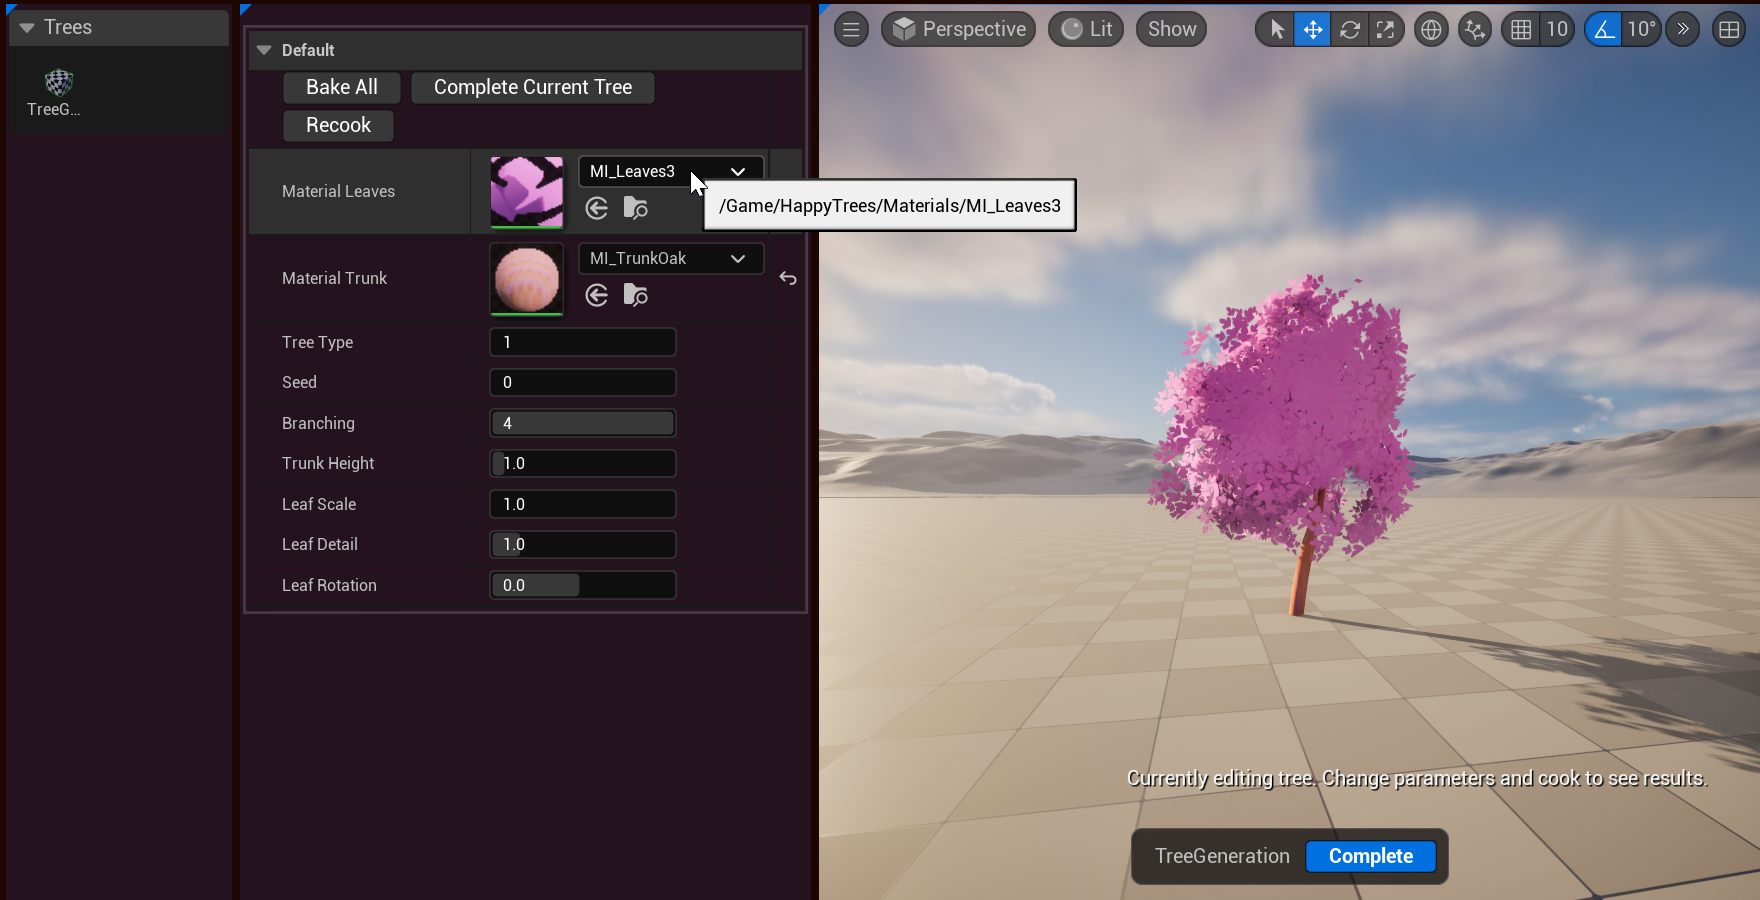 Trees
TreeG...
Default
Bake All
Complete Current Tree
Recook
Material Leaves
MI_Leaves3
/Game/HappyTrees/Materials/MI_Leaves3
Material Trunk
MI_TrunkOak
Tree Type
1
Seed
0
Branching
4
Trunk Height
1.0
Leaf Scale
1.0
Leaf Detail
1.0
Leaf Rotation
0.0
Perspective
Lit
Show
10
10°
Currently editing tree. Change parameters and cook to see results.
TreeGeneration
Complete